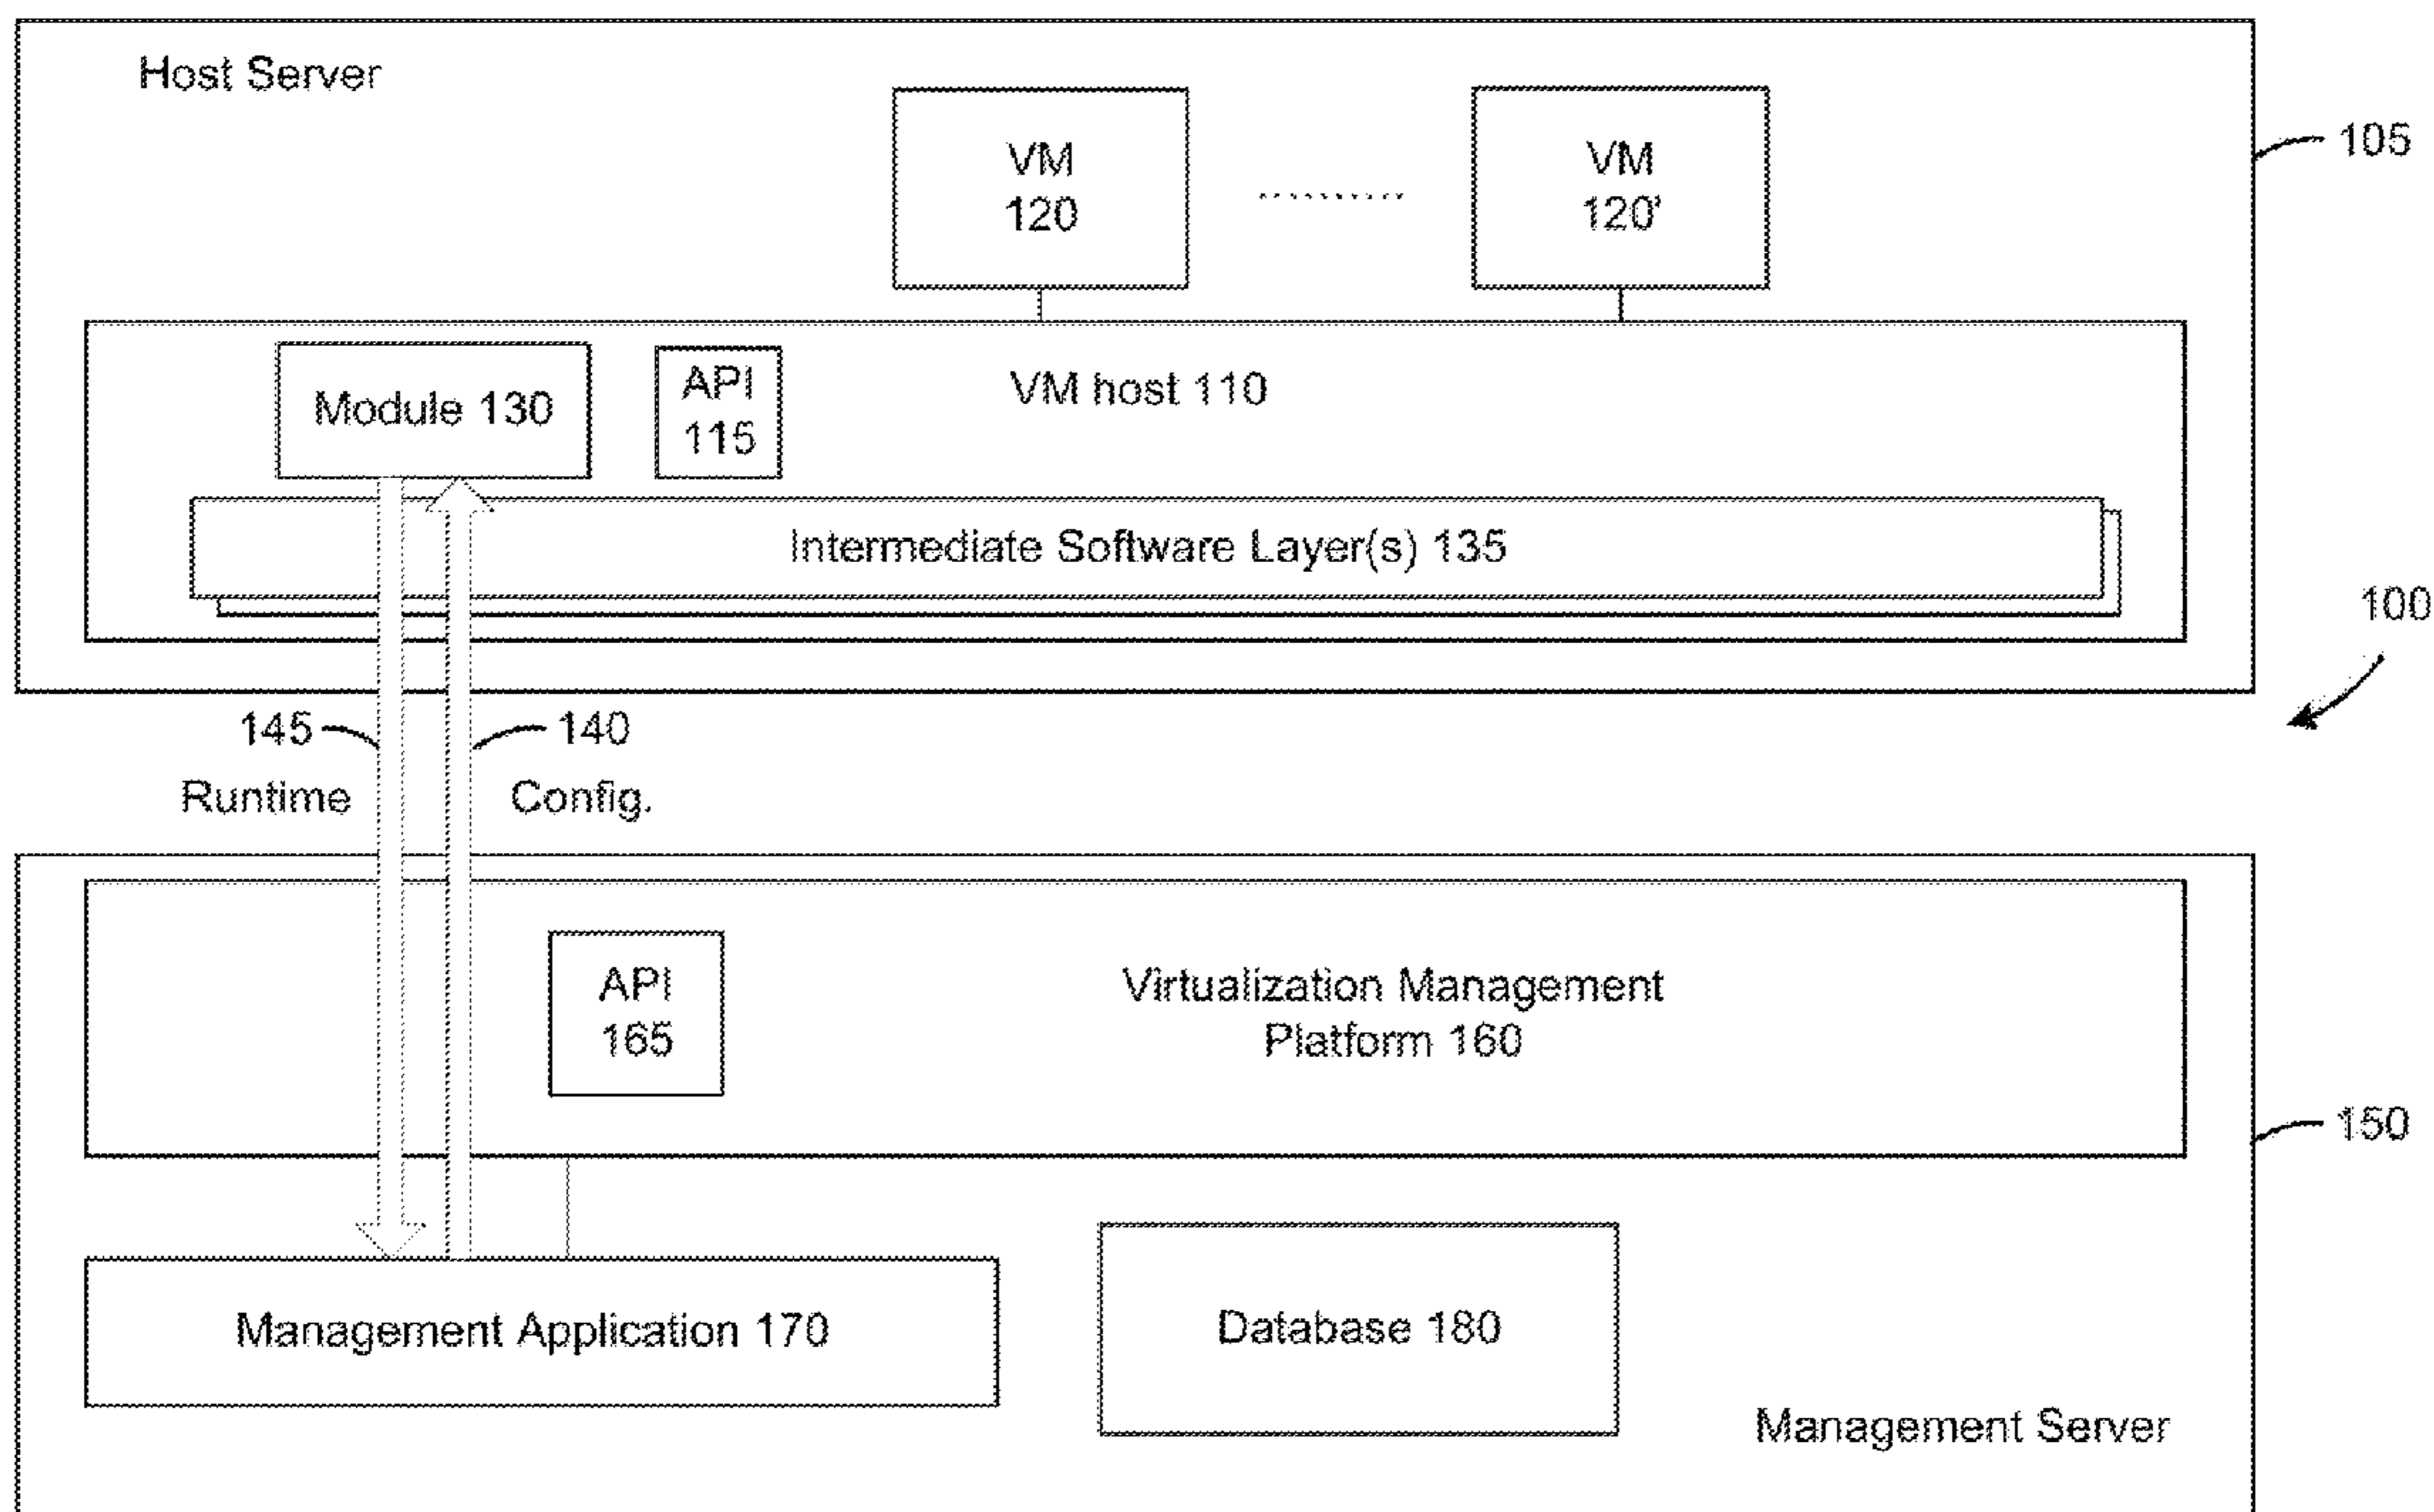 Host Server
VM
120
VM
120'
105
Module 130
API
115
VM host 110
Intermediate Software Layer(s) 135
100
145
140
Runtime
Config.
API
165
Virtualization Management
Platform 160
150
Management Application 170
Database 180
Management Server